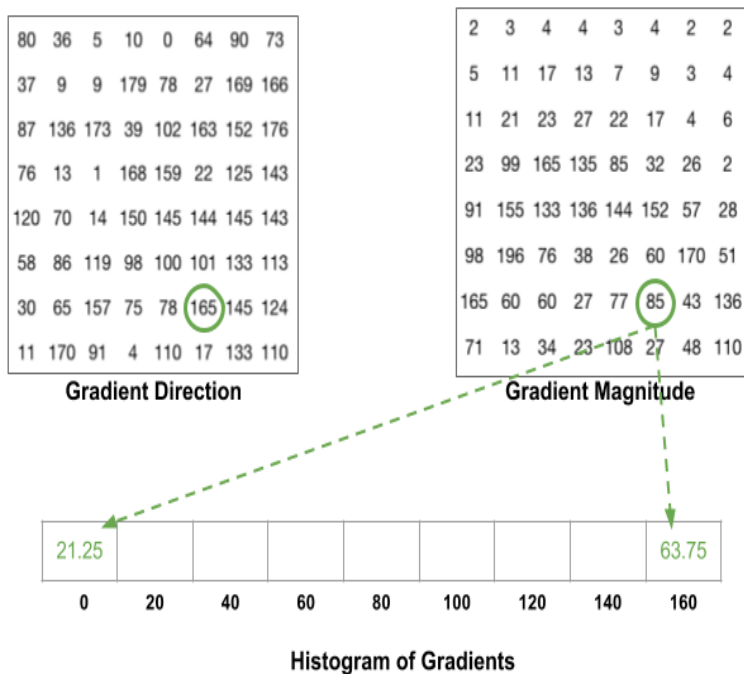 80 36 5 10 0 64 90 73
37 9 9 179 78 27 169 166
87 136 173 39 102 163 152 176
76 13 1 168 159 22 125 143
120 70 14 150 145 144 145 143
58 86 119 98 100 101 133 113
30 65 157 75 78 165 145 124
11 170 91 4 110 17 133 110
Gradient Direction
2 3 4 4 3 4 2 2
5 11 17 13 7 9 3 4
11 21 23 27 22 17 4 6
23 99 165 135 85 32 26 2
91 155 133 136 144 152 57 28
98 196 76 38 26 60 170 51
165 60 60 27 77 85 43 136
71 13 34 23 108 27 48 110
Gradient Magnitude
21.25 63.75
0 20 40 60 80 100 120 140 160
Histogram of Gradients